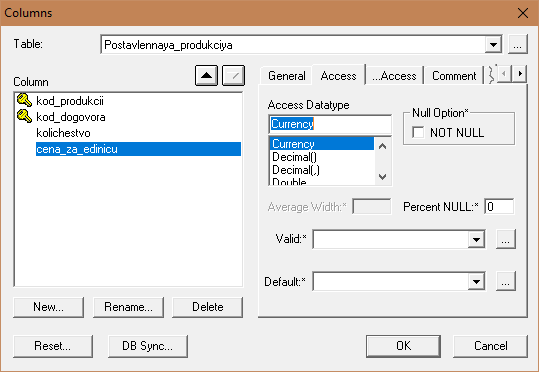 Columns
Table: Postavlennaya_produkciya ...
Column
kod_produkcii
kod_dogovora
kolichestvo
cena_za_edinicu
New... Rename... Delete
General Access ...Access Comment
Access Datatype
Currency
Currency
Decimal()
Decimal(,)
Double
Null Option*
NOT NULL
Average Width:* Percent NULL:* 0
Valid:* ...
Default:* ...
Reset... DB Sync... OK Cancel